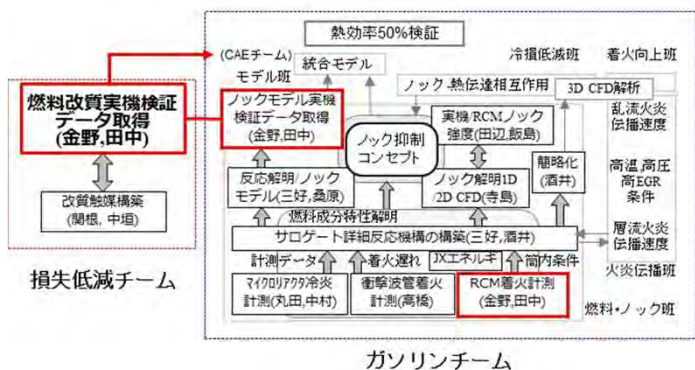 熱効率50%検証
(CAEチーム)
モデル班
統合モデル
冷損低減班
着火向上班
ノック-熱伝達相互作用
3D CFD解析
燃料改質実機検証
データ取得
(金野,田中)
ノックモデル実機
検証データ取得
(金野,田中)
ノック抑制
コンセプト
実機/RCMノック
強度(田辺,飯島)
乱流火炎
伝播速度
簡略化
(酒井)
高温,高圧
高EGR
条件
改質触媒構築
(関根, 中垣)
反応解明/ノック
モデル(三好,桑原)
ノック解明1D
/2D CFD(寺島)
燃料成分特性解明
サロゲート詳細反応機構の構築(三好,酒井)
層流火炎
伝播速度
計測データ
着火遅れ
JXエネルギ
筒内条件
火炎伝播班
マイクロリアクタ冷炎
計測(丸田,中村)
衝撃波管着火
計測(高橋)
RCM着火計測
(金野,田中)
燃料・ノック班
損失低減チーム
ガソリンチーム